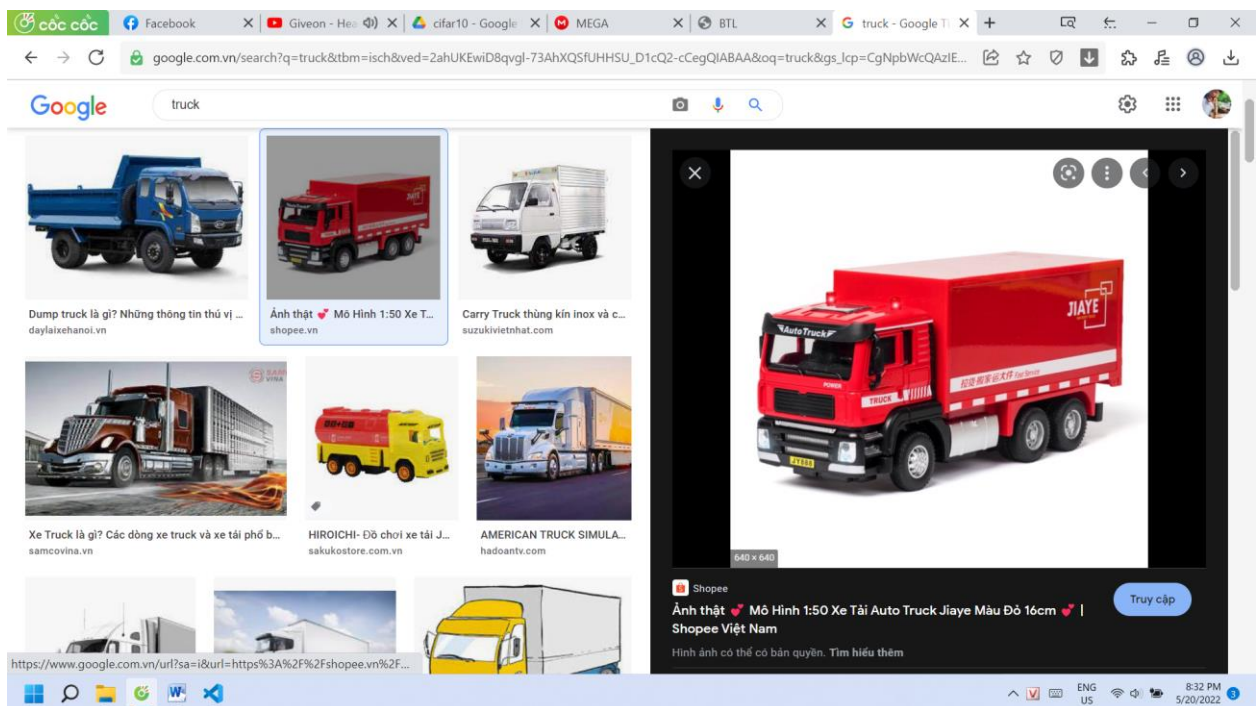 cốc cốc
Facebook
Giveon - Hea
cifar10 - Google
MEGA
BTL
truck - Google Ti
google.com.vn/search?q=truck&tbm=isch&ved=2ahUKEwiD8qvgl-73AhXQSfUHHSU_D1cQ2-cCegQIABAA&oq=truck&gs_lcp=CgNpbWcQAzIE...
Google
truck
Dump truck là gì? Những thông tin thú vị ...
daylaixehanoi.vn
JIAYE
Ảnh thật 💕 Mô Hình 1:50 Xe T...
shopee.vn
Carry Truck thùng kín inox và c...
suzukivietnhat.com
Xe Truck là gì? Các dòng xe truck và xe tải phổ b...
samcovina.vn
HIROICHI- Đồ chơi xe tải J...
sakukostore.com.vn
AMERICAN TRUCK SIMULA...
hadoantv.com
JIAYE
AutoTruck
POWER
TRUCK
Fast Service
JY888
640 × 640
Shopee
Ảnh thật 💕 Mô Hình 1:50 Xe Tải Auto Truck Jiaye Màu Đỏ 16cm 💕 |
Shopee Việt Nam
Truy cập
Hình ảnh có thể có bản quyền. Tìm hiểu thêm
https://www.google.com.vn/url?sa=i&url=https%3A%2F%2Fshopee.vn%2F...
ENG
US
8:32 PM
5/20/2022
3